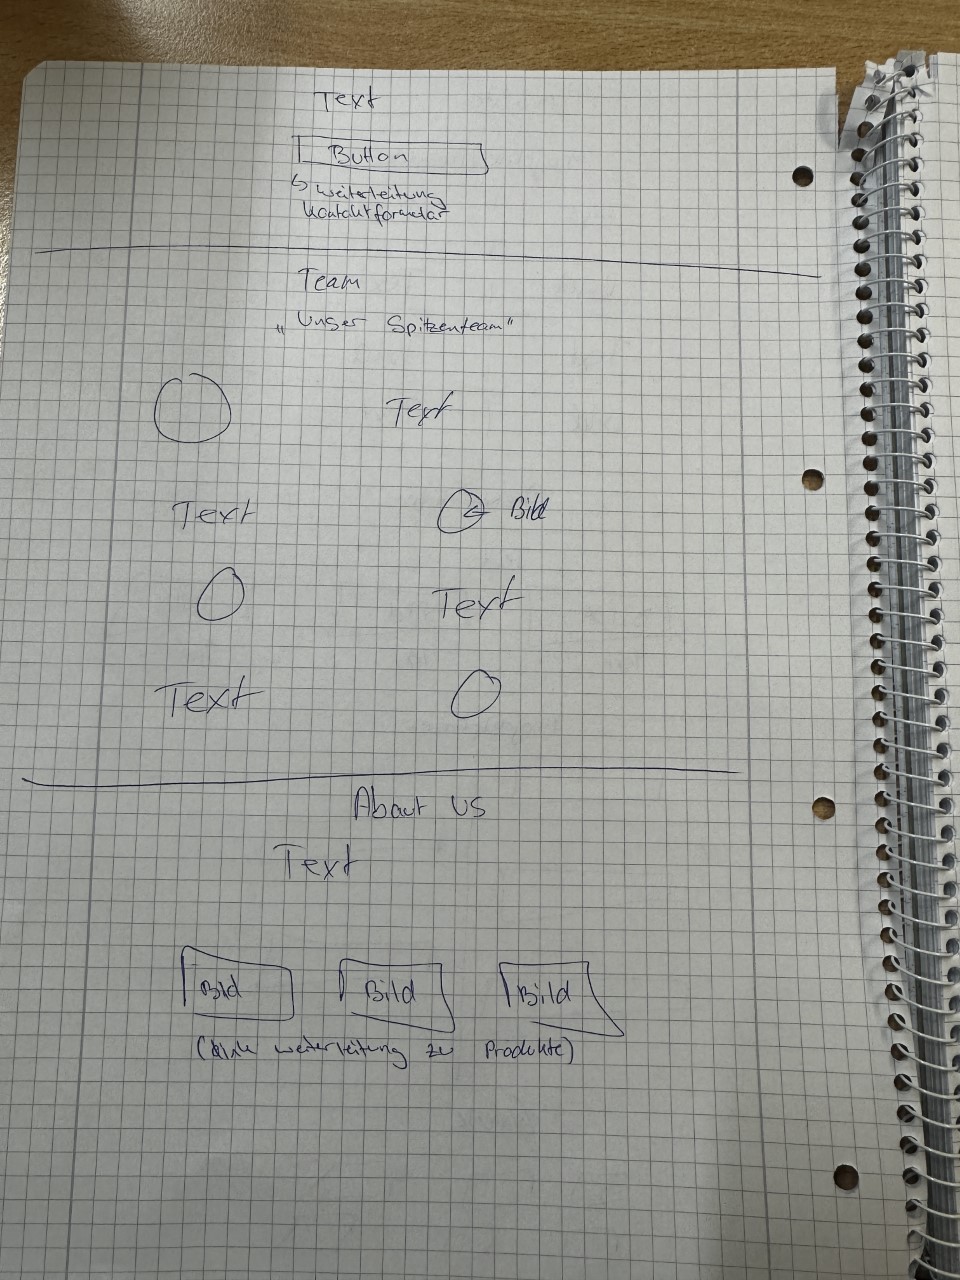 Text
Button
↳ weiterleitung
Kontaktformular
Team
„Unser Spitzenteam"
Text
Text
Bild
Text
Text
About us
Text
Bild Bild Bild
(klick weiterleitung zu Produkte)